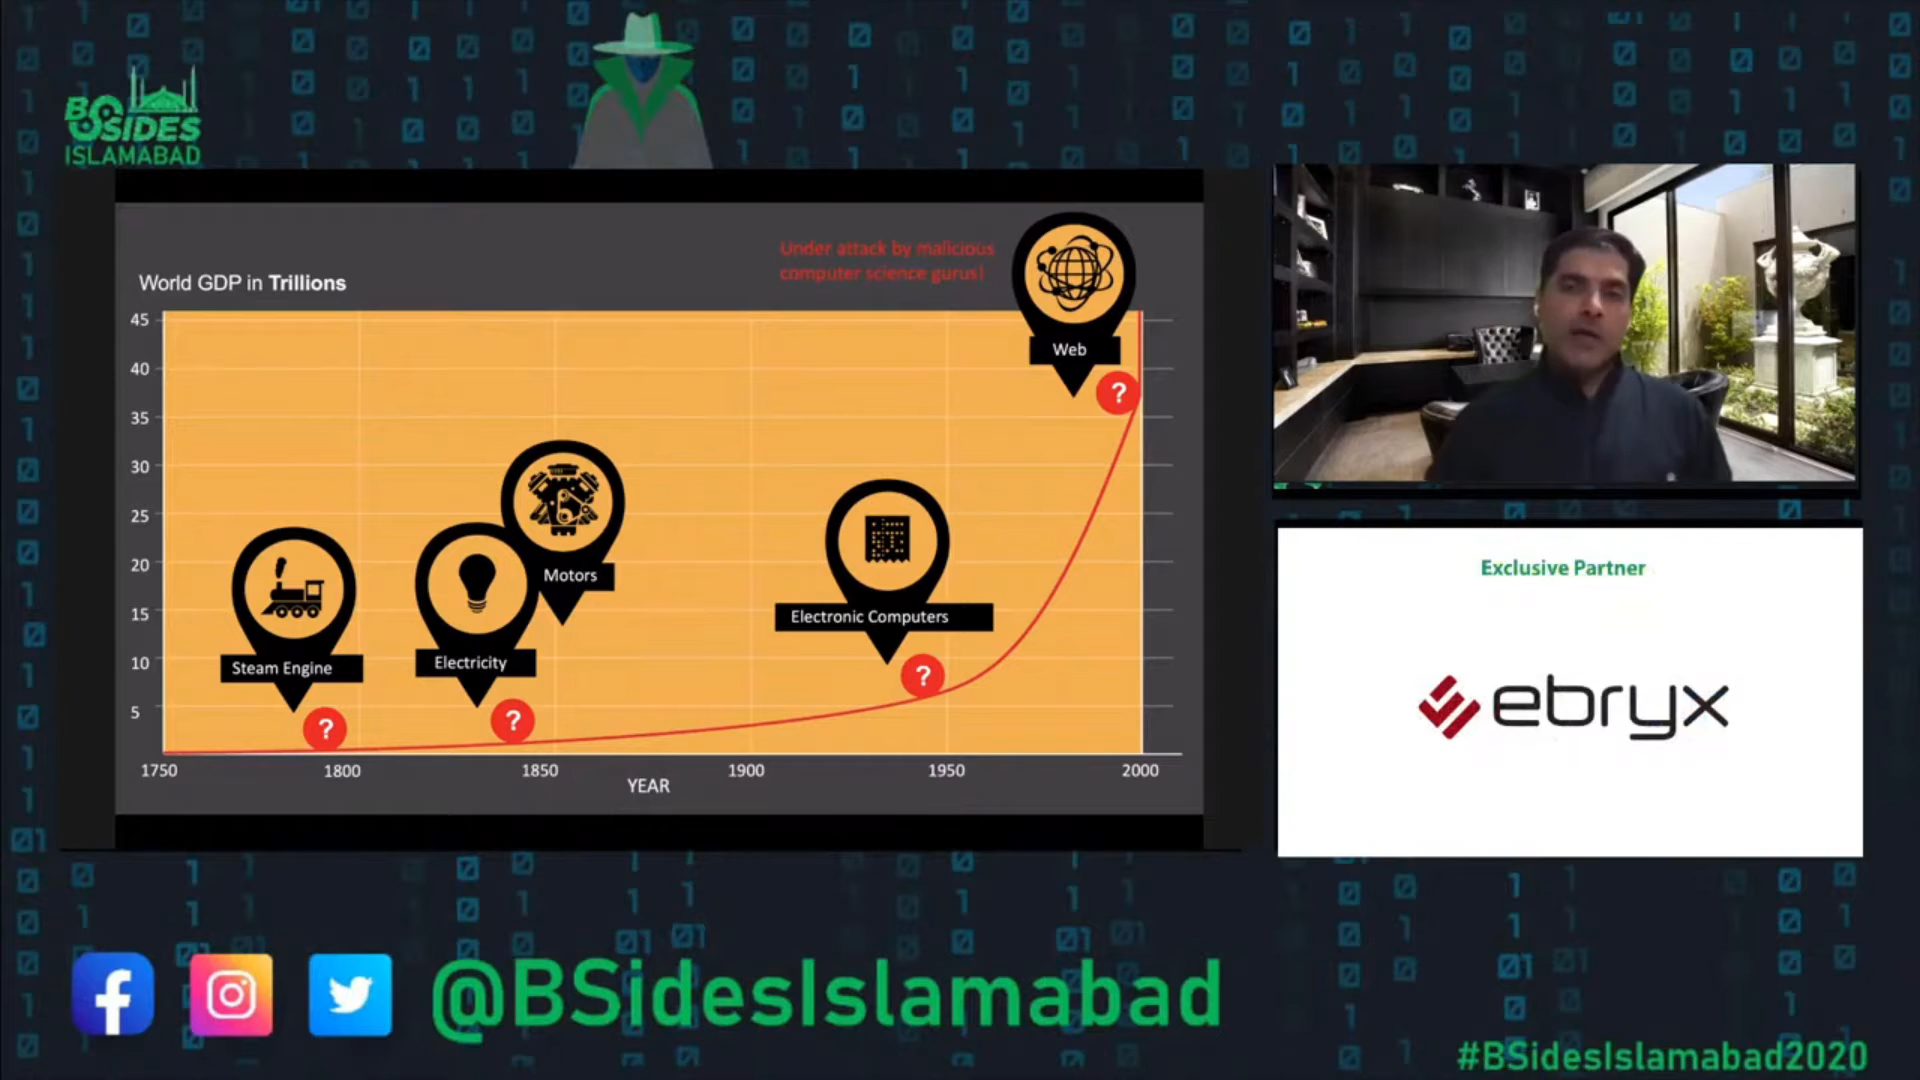 BSIDES
ISLAMABAD
Under attack by malicious
computer science gurus!
World GDP in Trillions
45
40
35
30
25
20
15
10
5
Web
?
Motors
Electronic Computers
?
Steam Engine
?
Electricity
?
1750
1800
1850
1900
1950
2000
YEAR
Exclusive Partner
ebryx
@BSidesIslamabad
#BSidesIslamabad2020